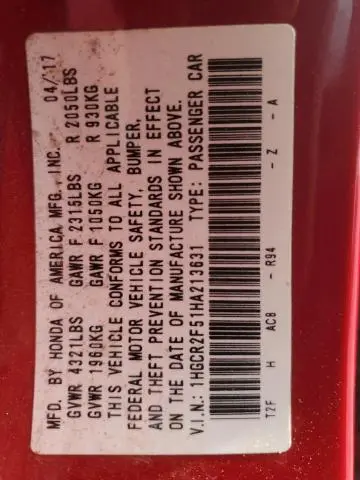 MFD. BY HONDA OF AMERICA MFG., INC. 04/17
GVWR 4321LBS GAWR F 2315LBS R 2050LBS
GVWR 1960KG GAWR F 1050KG R 930KG
THIS VEHICLE CONFORMS TO ALL APPLICABLE
FEDERAL MOTOR VEHICLE SAFETY, BUMPER,
AND THEFT PREVENTION STANDARDS IN EFFECT
ON THE DATE OF MANUFACTURE SHOWN ABOVE.
V.I.N.: 1HGCR2F51HA213631 TYPE: PASSENGER CAR
T2F H AC8 - R94 - Z - A